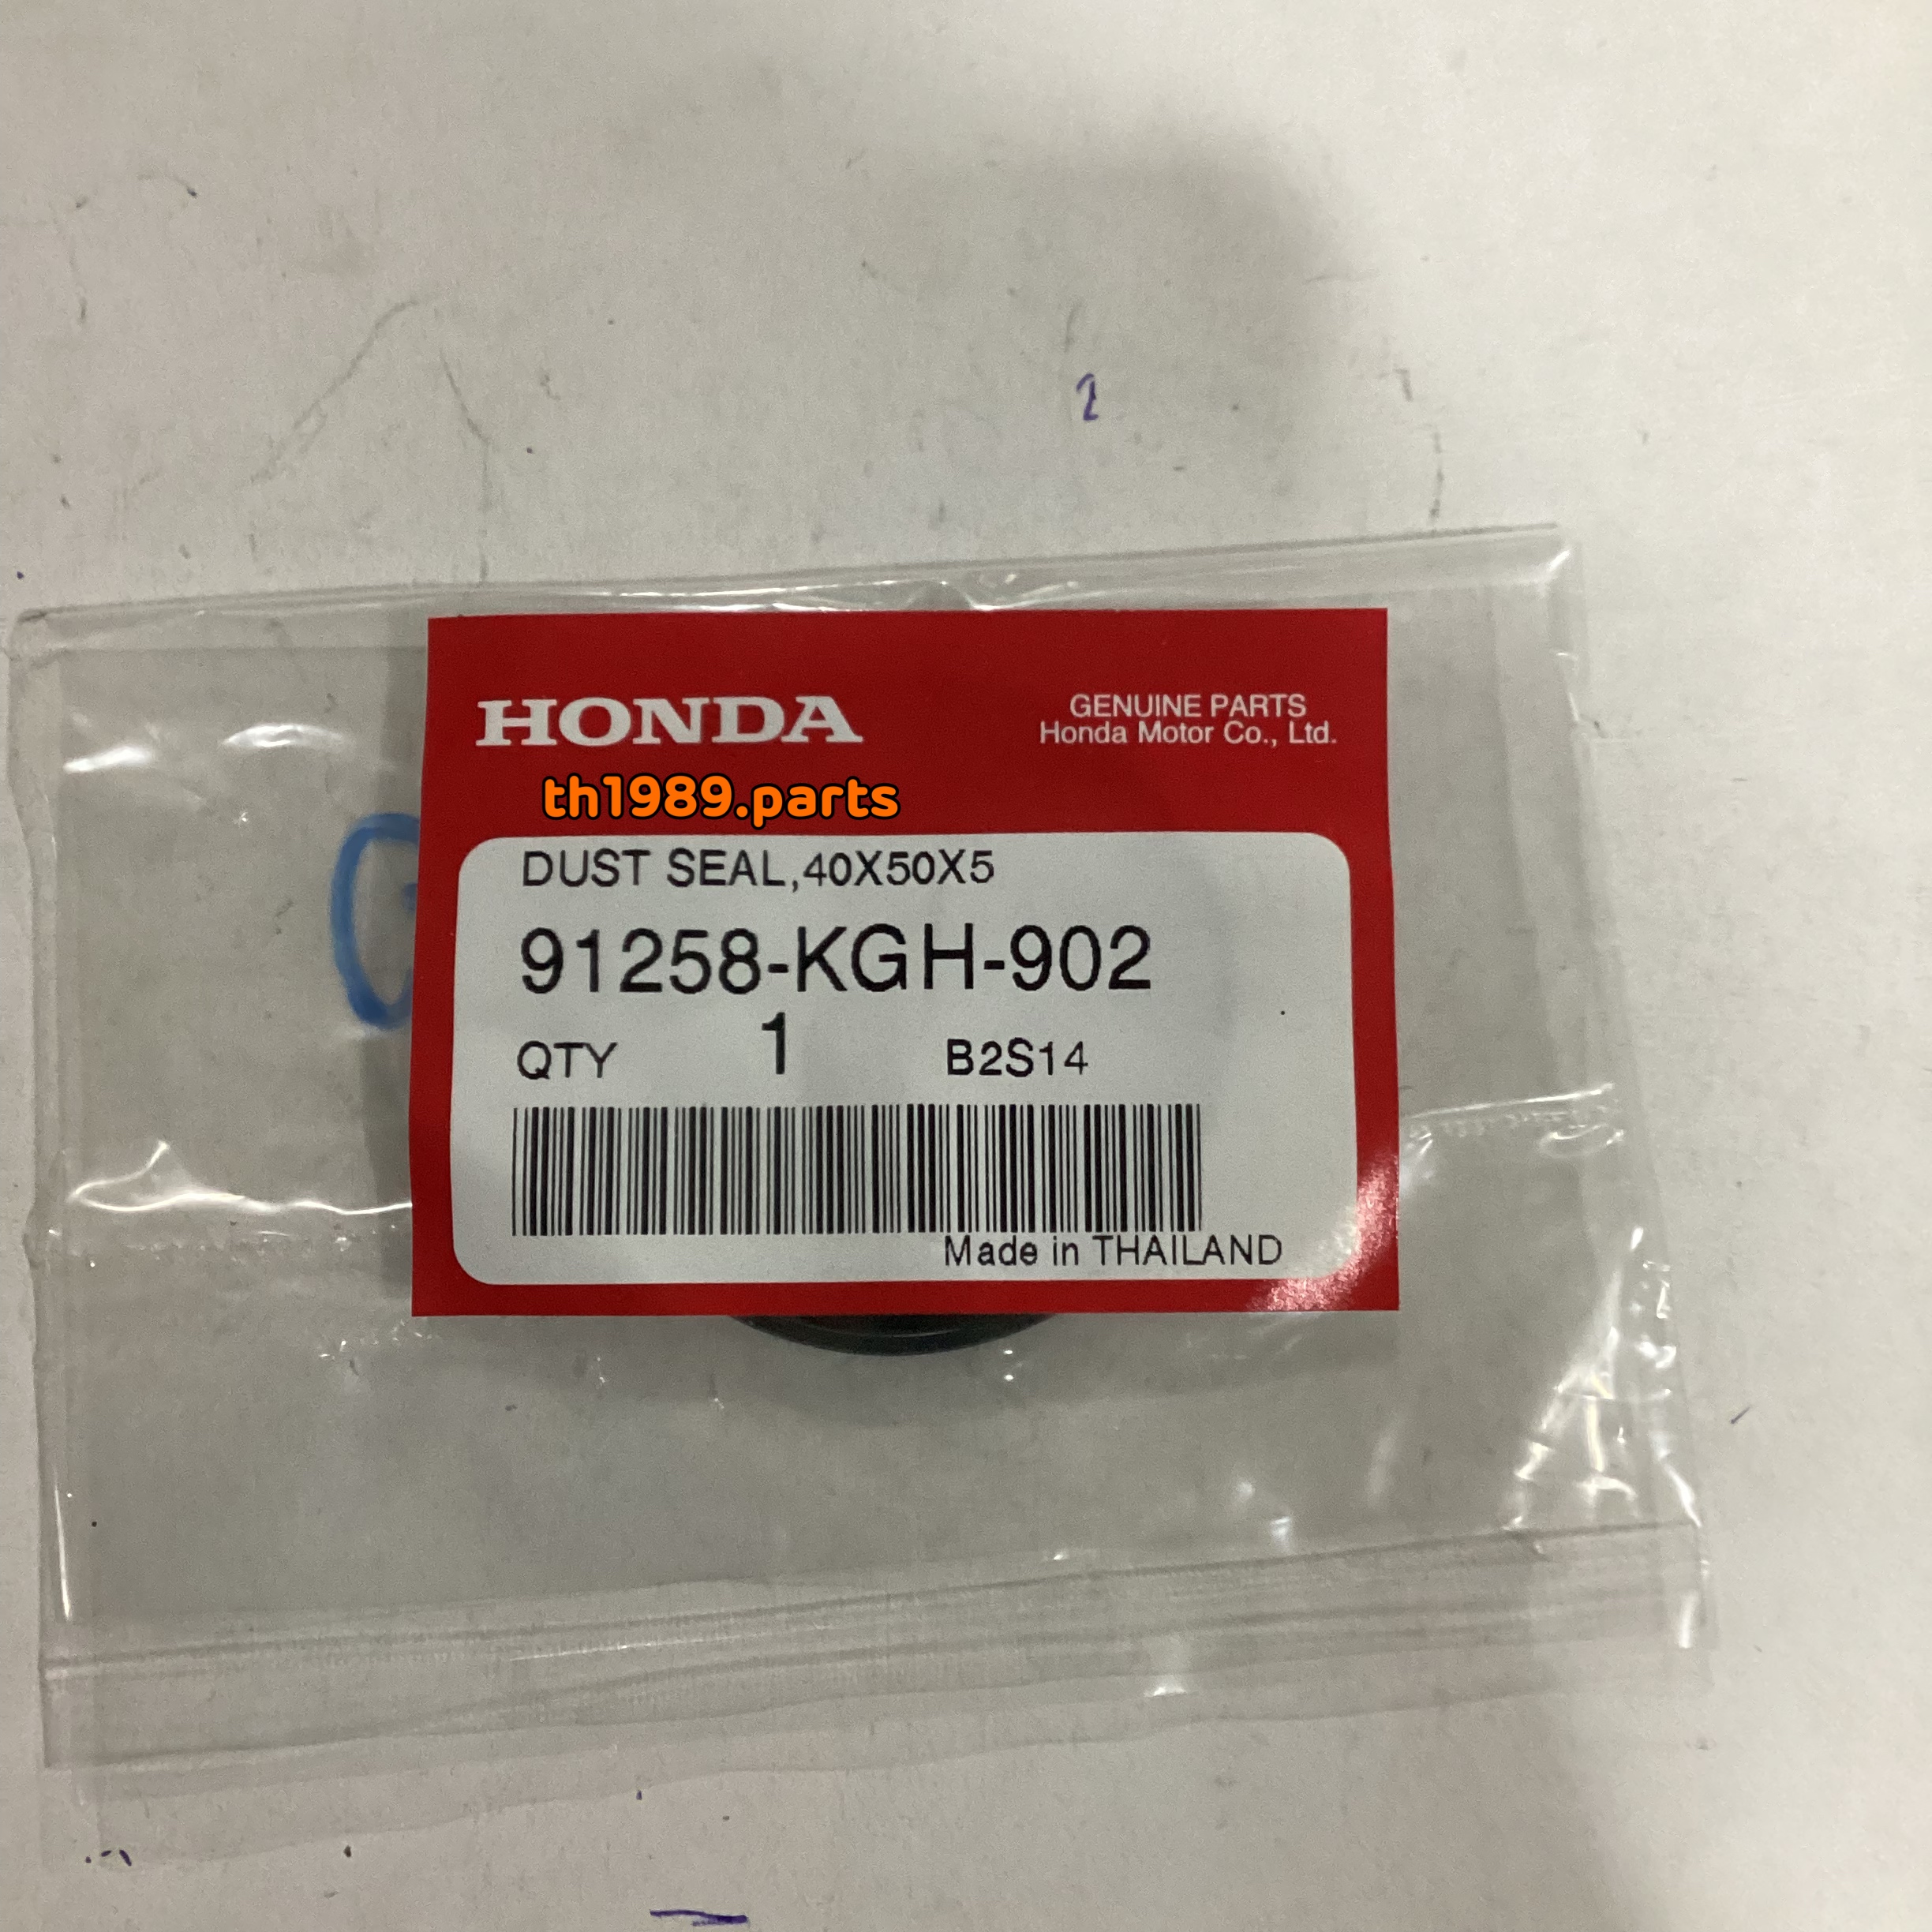 2
HONDA
GENUINE PARTS
Honda Motor Co., Ltd.
th1989.parts
DUST SEAL,40X50X5
91258-KGH-902
QTY 1 B2S14
Made in THAILAND